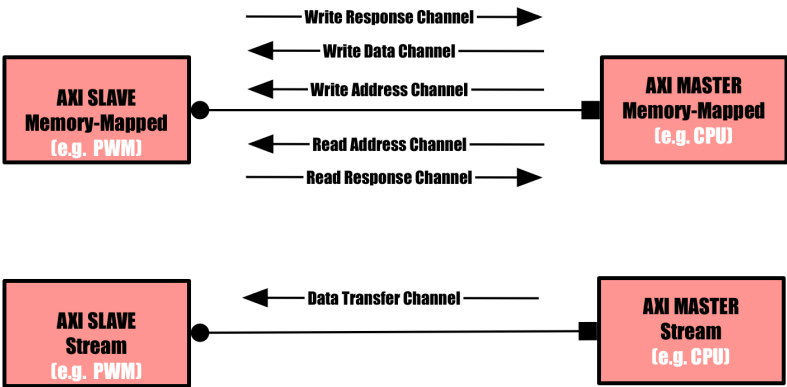 Write Response Channel
Write Data Channel
Write Address Channel
AXI SLAVE
Memory-Mapped
(e.g. PWM)
AXI MASTER
Memory-Mapped
(e.g. CPU)
Read Address Channel
Read Response Channel
Data Transfer Channel
AXI SLAVE
Stream
(e.g. PWM)
AXI MASTER
Stream
(e.g. CPU)